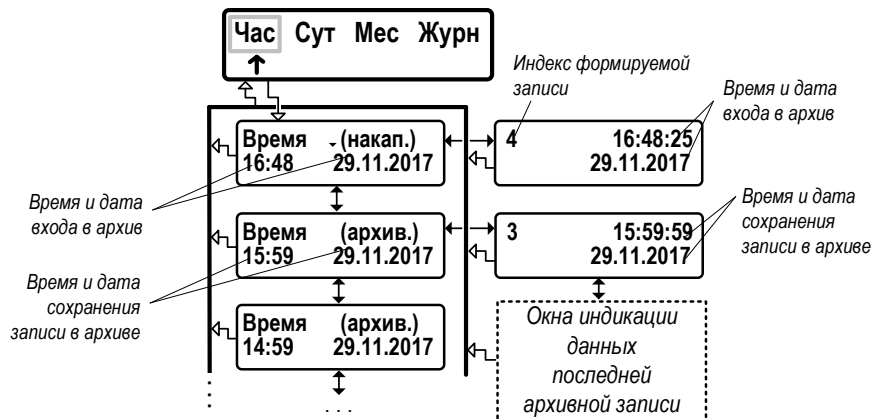 Час Сут Мес Журн
Индекс формируемой
записи
Время и дата
входа в архив
Время (накап.)
16:48 29.11.2017
4 16:48:25
29.11.2017
Время и дата
входа в архив
Время (архив.)
15:59 29.11.2017
3 15:59:59
29.11.2017
Время и дата
сохранения
записи в архиве
Время и дата
сохранения
записи в архиве
Время (архив.)
14:59 29.11.2017
Окна индикации
данных
последней
архивной записи
. . .